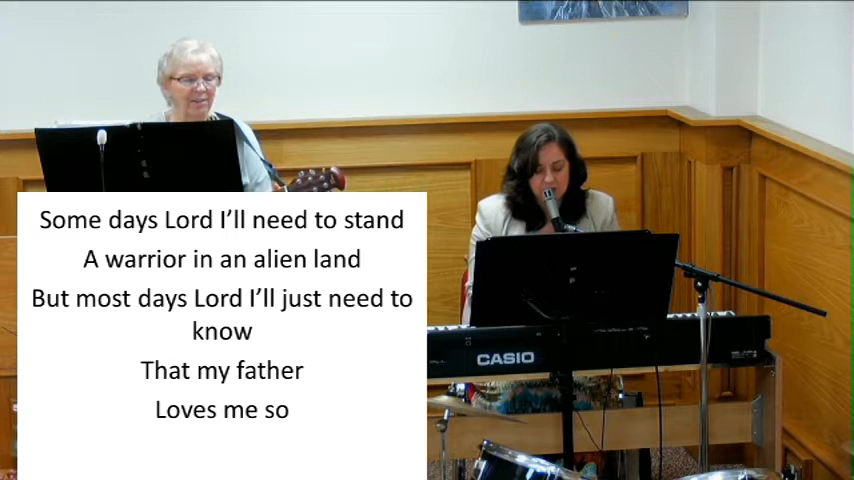 Some days Lord I'll need to stand
A warrior in an alien land
But most days Lord I'll just need to
know
That my father
Loves me so
CASIO